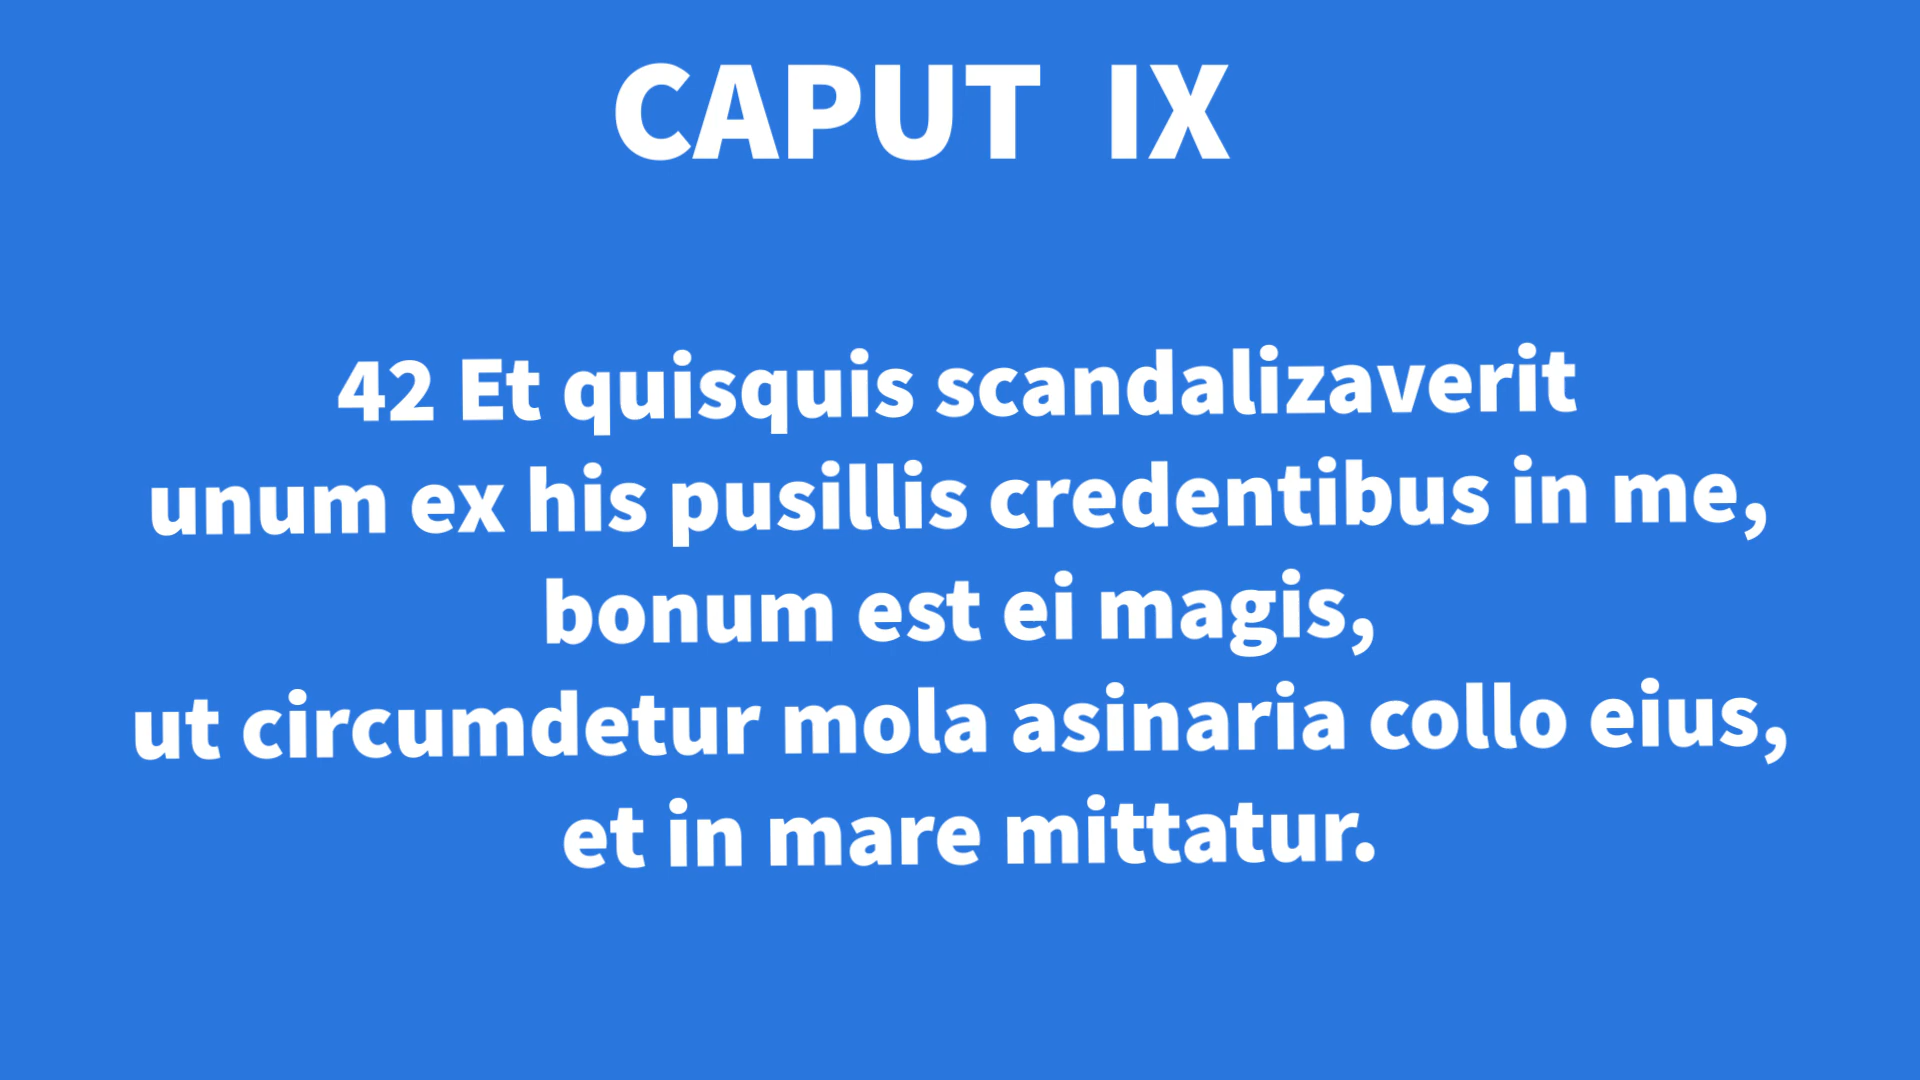 CAPUT IX
42 Et quisquis scandalizaverit
unum ex his pusillis credentibus in me,
bonum est ei magis,
ut circumdetur mola asinaria collo eius,
et in mare mittatur.